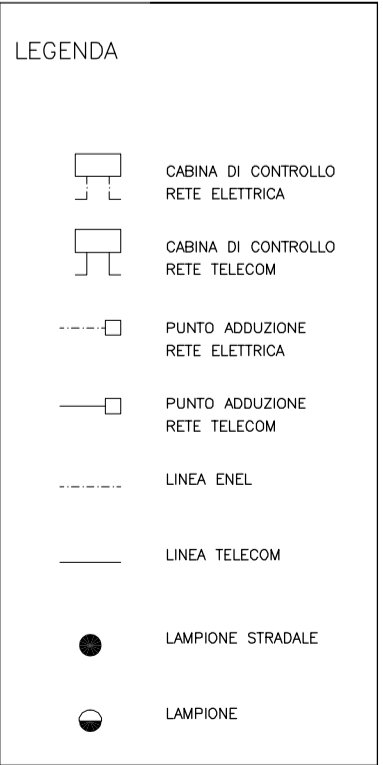 LEGENDA
CABINA DI CONTROLLO
RETE ELETTRICA
CABINA DI CONTROLLO
RETE TELECOM
PUNTO ADDUZIONE
RETE ELETTRICA
PUNTO ADDUZIONE
RETE TELECOM
LINEA ENEL
LINEA TELECOM
LAMPIONE STRADALE
LAMPIONE